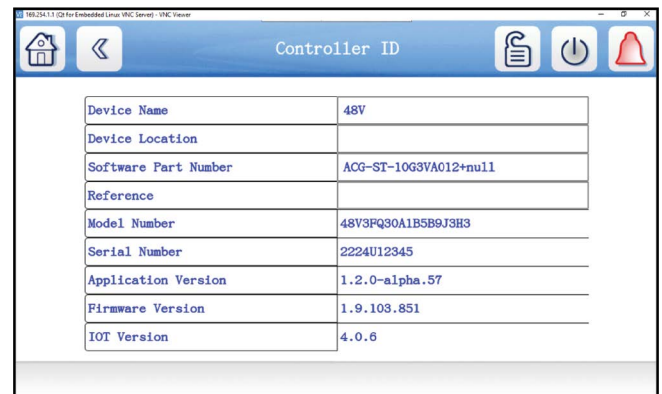 169.254.1.1 (Qt for Embedded Linux VNC Server) - VNC Viewer
Controller ID
Device Name 48V
Device Location
Software Part Number ACG-ST-10G3VA012+null
Reference
Model Number 48V3FQ30A1B5B9J3H3
Serial Number 2224U12345
Application Version 1.2.0-alpha.57
Firmware Version 1.9.103.851
IOT Version 4.0.6